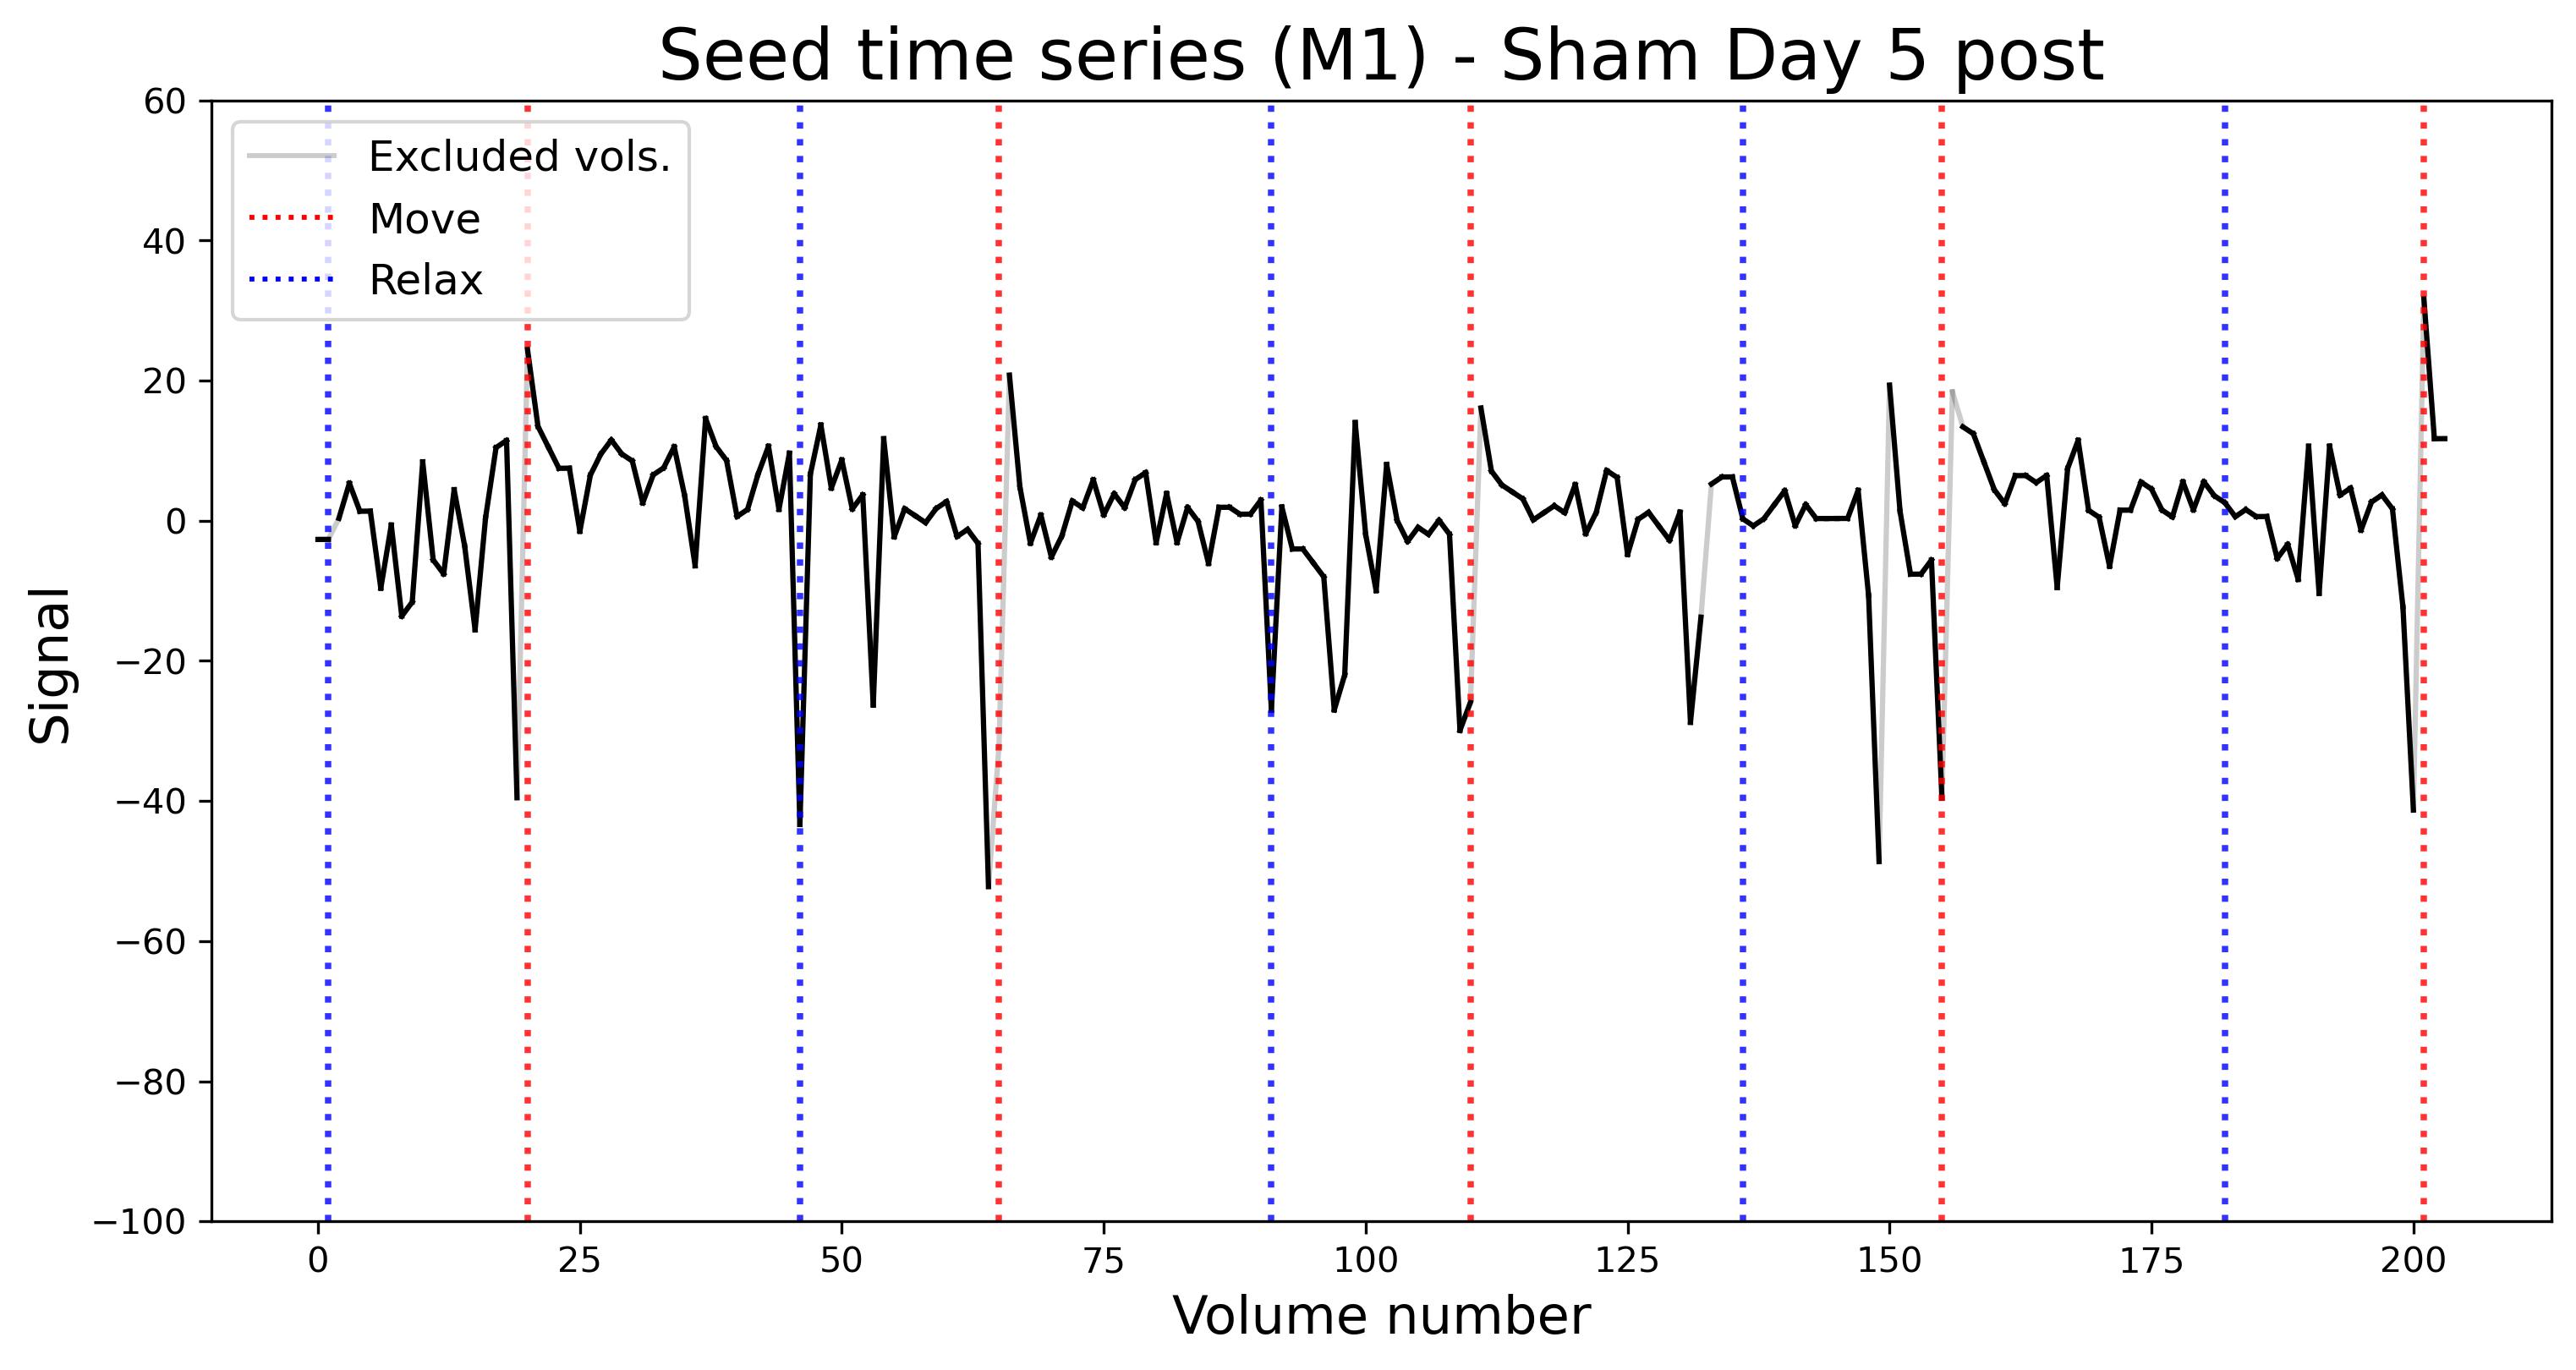 Seed time series (M1) - Sham Day 5 post
60
40
20
0
−20
−40
−60
−80
−100
Signal
Excluded vols.
Move
Relax
0 25 50 75 100 125 150 175 200
Volume number